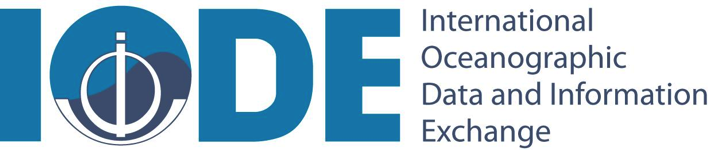 IODE
International
Oceanographic
Data and Information
Exchange